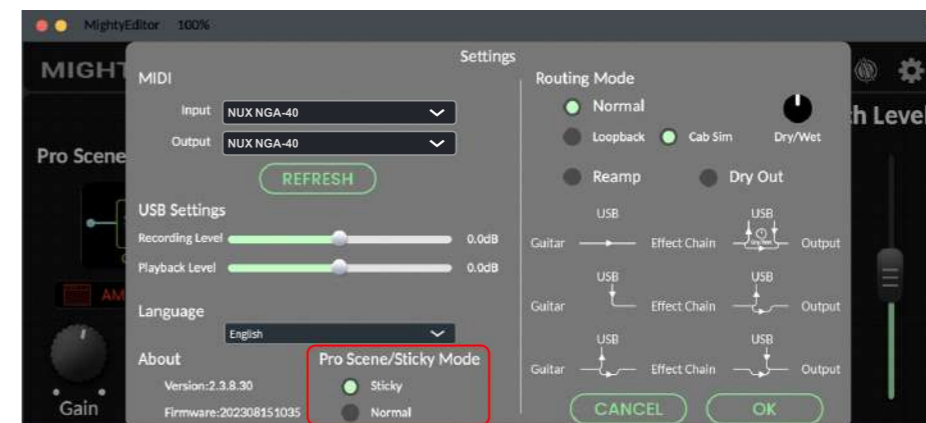 MightyEditor 100%
MIGHT
Settings
MIDI
Input NUX NGA-40
Output NUX NGA-40
REFRESH
USB Settings
Recording Level 0.0dB
Playback Level 0.0dB
Language
English
About
Version:2.3.8.30
Firmware:202308151035
Pro Scene/Sticky Mode
Sticky
Normal
Routing Mode
Normal
Loopback Cab Sim Dry/Wet
Reamp Dry Out
USB USB
Guitar Effect Chain Output
USB USB
Guitar Effect Chain Output
USB USB
Guitar Effect Chain Output
CANCEL OK
ch Level
Pro Scene
AM
Gain